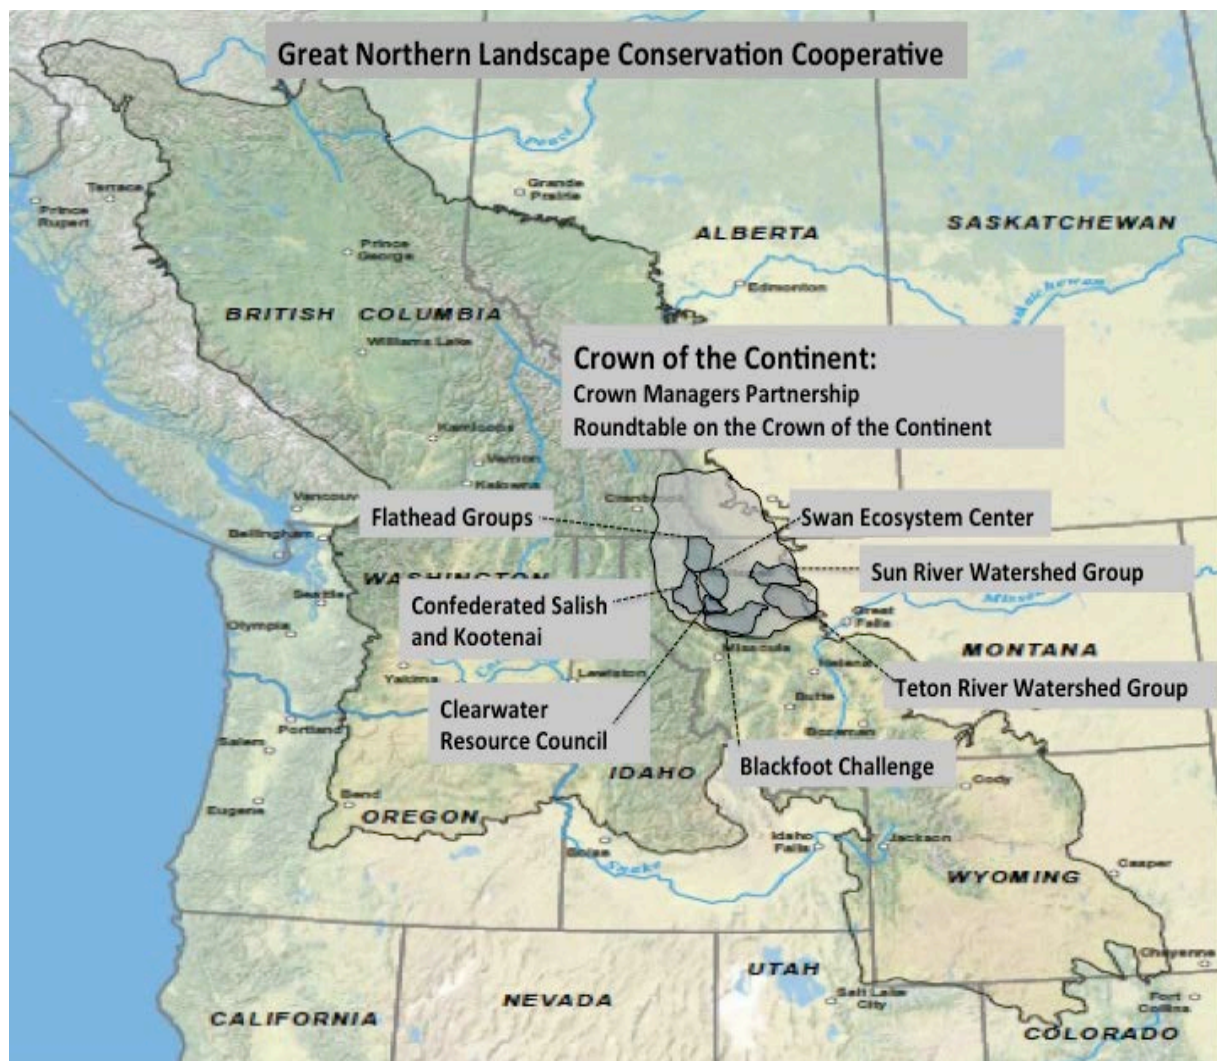 Great Northern Landscape Conservation Cooperative
Peace
Grande
Prairie
Terrace
Prince
Rupert
ALBERTA
SASKATCHEWAN
Prince
George
Edmonton
BRITISH COLUMBIA
Williams Lake
Crown of the Continent:
Crown Managers Partnership
Roundtable on the Crown of the Continent
Kamloops
Vernon
Kelowna
Flathead Groups
Swan Ecosystem Center
Bellingham
Sun River Watershed Group
WASHINGTON
Seattle
Confederated Salish
and Kootenai
Great
Falls
Olympia
MONTANA
Missoula
Helena
Yakima
Lewiston
Teton River Watershed Group
Butte
Clearwater
Resource Council
Portland
Bozeman
Salem
Blackfoot Challenge
IDAHO
Cody
Bend
Eugene
OREGON
Idaho
Falls
Jackson
Boise
Snake
Casper
WYOMING
Cheyenne
UTAH
Salt Lake
City
NEVADA
Fort
Collins
CALIFORNIA
COLORADO